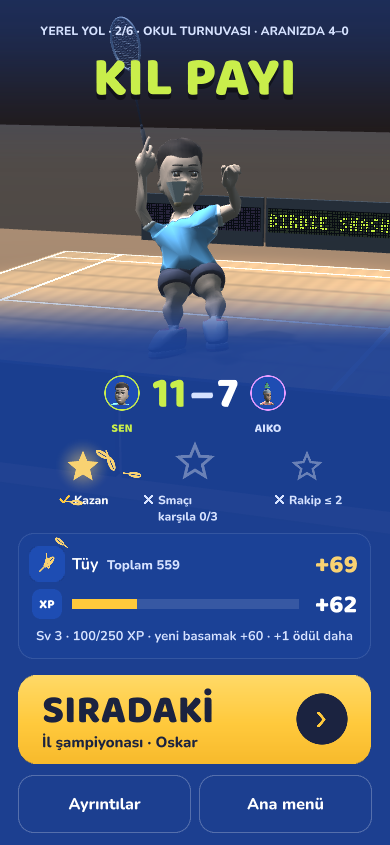 YEREL YOL · 2/6 · OKUL TURNUVASI · ARANIZDA 4–0
KIL PAYI
BIRDIE SMASH
11–7
SEN
AIKO
Kazan
Smaçı
karşıla 0/3
Rakip ≤ 2
Tüy Toplam 559 +69
XP +62
Sv 3 · 100/250 XP · yeni basamak +60 · +1 ödül daha
SIRADAKİ
İl şampiyonası · Oskar
Ayrıntılar
Ana menü